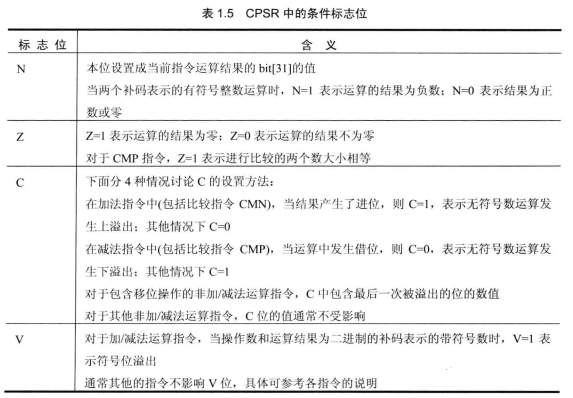 表 1.5 CPSR 中的条件标志位
标 志 位 含 义
N 本位设置成当前指令运算结果的 bit[31]的值
当两个补码表示的有符号整数运算时，N=1 表示运算的结果为负数；N=0 表示结果为正
数或零
Z Z=1 表示运算的结果为零；Z=0 表示运算的结果不为零
对于 CMP 指令，Z=1 表示进行比较的两个数大小相等
C 下面分 4 种情况讨论 C 的设置方法：
在加法指令中(包括比较指令 CMN)，当结果产生了进位，则 C=1，表示无符号数运算发
生上溢出；其他情况下 C=0
在减法指令中(包括比较指令 CMP)，当运算中发生借位，则 C=0，表示无符号数运算发
生下溢出；其他情况下 C=1
对于包含移位操作的非加/减法运算指令，C 中包含最后一次被溢出的位的数值
对于其他非加/减法运算指令，C 位的值通常不受影响
V 对于加/减法运算指令，当操作数和运算结果为二进制的补码表示的带符号数时，V=1 表
示符号位溢出
通常其他的指令不影响 V 位，具体可参考各指令的说明